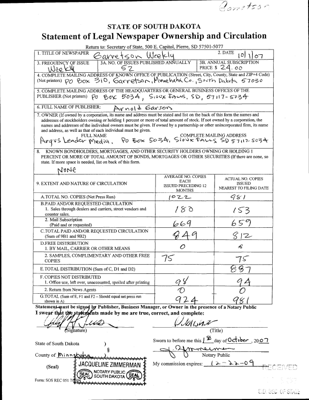 Garretson
STATE OF SOUTH DAKOTA
Statement of Legal Newspaper Ownership and Circulation
Return to: Secretary of State, 500 E. Capitol, Pierre, SD 57501-5077
1. TITLE OF NEWSPAPER Garretson Weekly 2. DATE 10/1/07
3. FREQUENCY OF ISSUE Weekly 3A. NO. OF ISSUES PUBLISHED ANNUALLY 52 3B. ANNUAL SUBSCRIPTION PRICE $ 24.00
4. COMPLETE MAILING ADDRESS OF KNOWN OFFICE OF PUBLICATION (Street, City, County, State and ZIP+4 Code)
(Not printers) PO Box 310, Garretson, Minnehaha Co., South Dakota 57030
5. COMPLETE MAILING ADDRESS OF THE HEADQUARTERS OR GENERAL BUSINESS OFFICES OF THE
PUBLISHER (Not printers) PO Box 5034, Sioux Falls, SD, 57117-5034
6. FULL NAME OF PUBLISHER: Arnold Garson
7. OWNER (If owned by a corporation, its name and address must be stated and list on the back of this form the names and
addresses of stockholders owning or holding 1 percent or more of total amount of stock. If not owned by a corporation, the
names and addresses of the individual owners must be given. If owned by a partnership or other unincorporated firm, its name
and address, as well as that of each individual must be given.
FULL NAME COMPLETE MAILING ADDRESS
Argus Leader Media, PO Box 5034, Sioux Falls, SD 57117-5034
8. KNOWN BONDHOLDERS, MORTGAGES, AND OTHER SECURITY HOLDERS OWNING OR HOLDING 1
PERCENT OR MORE OF TOTAL AMOUNT OF BONDS, MORTGAGES OR OTHER SECURITIES (If there are none, so
state. If more space is needed, list on back of this form.
NONE
9. EXTENT AND NATURE OF CIRCULATION AVERAGE NO. COPIES EACH ISSUED PRECEDING 12 MONTHS ACTUAL NO. COPIES ISSUED NEAREST TO FILING DATE
A. TOTAL NO. COPIES (Net Press Run) 1022 981
B. PAID AND/OR REQUESTED CIRCULATION
1. Sales through dealers and carriers, street vendors and counter sales. 180 153
2. Mail Subscription (Paid and or requested) 669 659
C. TOTAL PAID AND/OR REQUESTED CIRCULATION (Sum of 9B1 and 9B2) 849 812
D. FREE DISTRIBUTION
1. BY MAIL, CARRIER OR OTHER MEANS 0
2. SAMPLES, COMPLIMENTARY AND OTHER FREE COPIES 75 75
E. TOTAL DISTRIBUTION (Sum of C, D1 and D2) 887
F. COPIES NOT DISTRIBUTED
1. Office use, left over, unaccounted, spoiled after printing 98 94
2. Return from News Agents 0 0
G. TOTAL (Sum of E, F1 and F2 - Should equal net press run shown in A) 924 981
Statement must be signed by Publisher, Business Manager, or Owner in the presence of a Notary Public
I swear that the statements made by me are true, correct, and complete:
(Signature) (Title)
State of South Dakota )
Sworn to before me this 1st day of October, 2007
County of Minnehaha
Notary Public
(Seal) JACQUELINE ZIMMERMAN
NOTARY PUBLIC
SOUTH DAKOTA
SEAL SEAL
My commission expires: 12-22-09